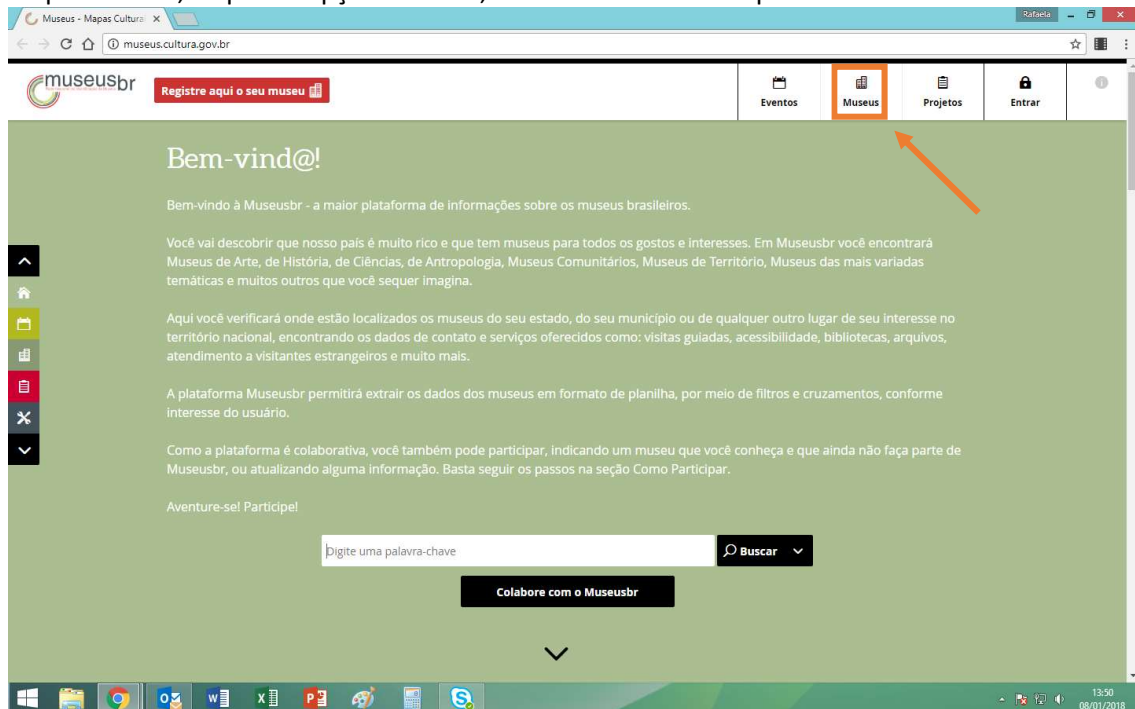 Museus - Mapas Cultura
Rafaela
museus.cultura.gov.br
museusbr
Registre aqui o seu museu
Eventos
Museus
Projetos
Entrar
Bem-vind@!
Bem-vindo à Museusbr - a maior plataforma de informações sobre os museus brasileiros.
Você vai descobrir que nosso país é muito rico e que tem museus para todos os gostos e interesses. Em Museusbr você encontrará
Museus de Arte, de História, de Ciências, de Antropologia, Museus Comunitários, Museus de Território, Museus das mais variadas
temáticas e muitos outros que você sequer imagina.
Aqui você verificará onde estão localizados os museus do seu estado, do seu município ou de qualquer outro lugar de seu interesse no
território nacional, encontrando os dados de contato e serviços oferecidos como: visitas guiadas, acessibilidade, bibliotecas, arquivos,
atendimento a visitantes estrangeiros e muito mais.
A plataforma Museusbr permitirá extrair os dados dos museus em formato de planilha, por meio de filtros e cruzamentos, conforme
interesse do usuário.
Como a plataforma é colaborativa, você também pode participar, indicando um museu que você conheça e que ainda não faça parte de
Museusbr, ou atualizando alguma informação. Basta seguir os passos na seção Como Participar.
Aventure-se! Participe!
Digite uma palavra-chave
Buscar
Colabore com o Museusbr
13:50
08/01/2018